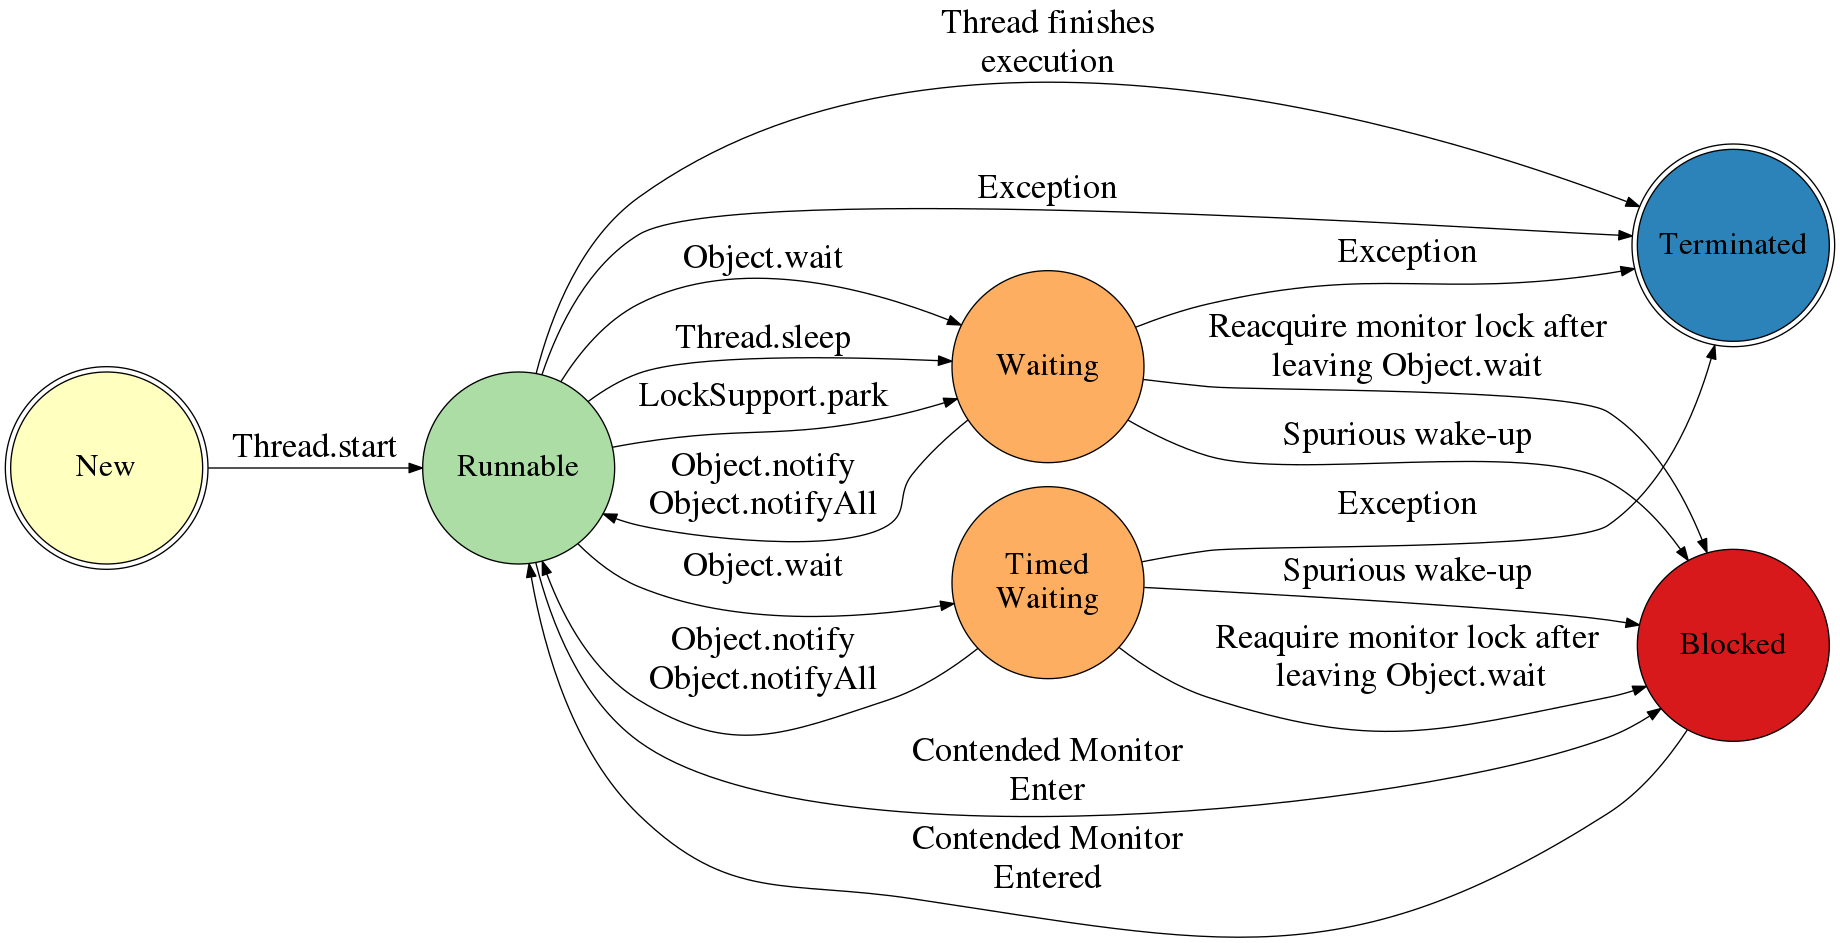 Thread finishes
execution
Exception
Object.wait
Exception
Terminated
Thread.sleep
Reacquire monitor lock after
leaving Object.wait
Waiting
LockSupport.park
Thread.start
New
Runnable
Object.notify
Object.notifyAll
Spurious wake-up
Exception
Object.wait
Timed
Waiting
Spurious wake-up
Object.notify
Object.notifyAll
Reaquire monitor lock after
leaving Object.wait
Blocked
Contended Monitor
Enter
Contended Monitor
Entered